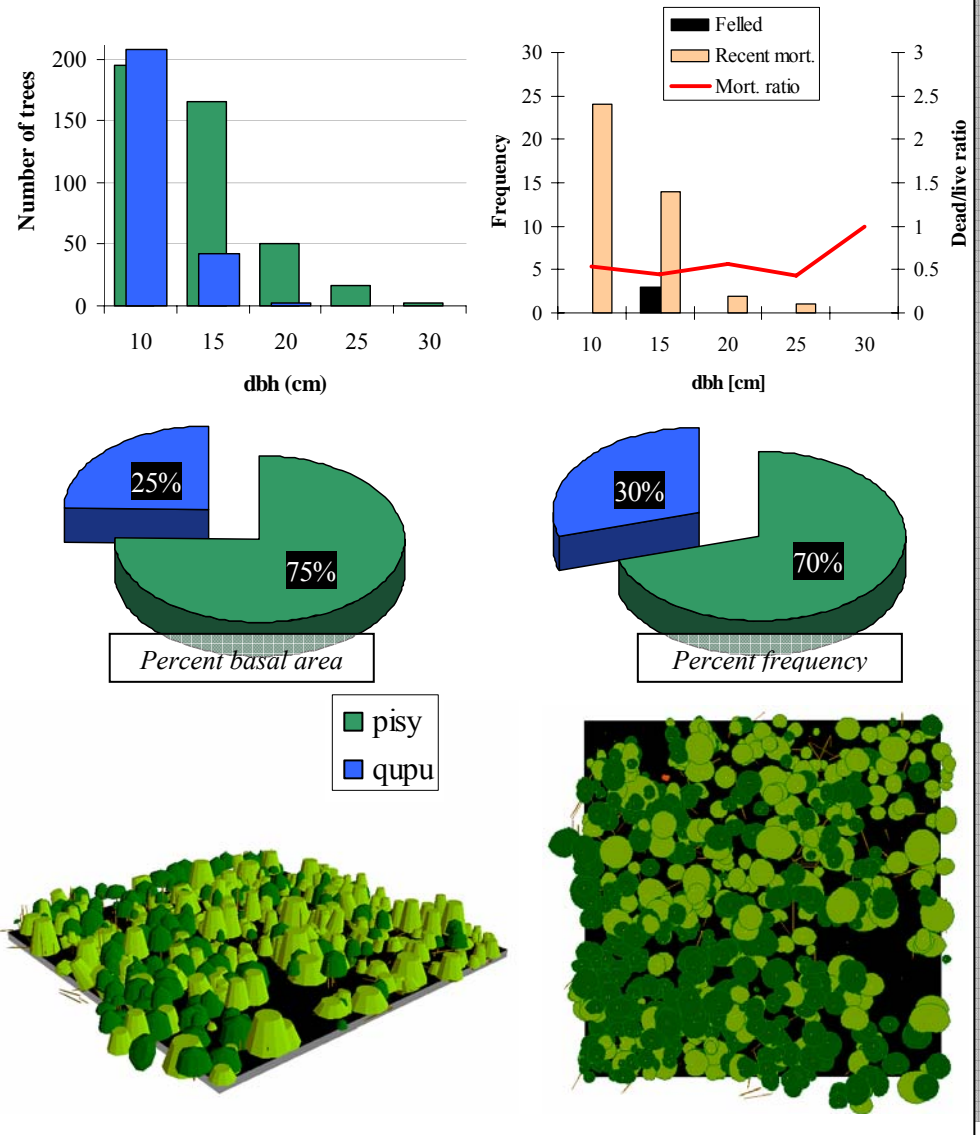 Number of trees
200
150
100
50
0
10 15 20 25 30
dbh (cm)
Felled
Recent mort.
Mort. ratio
Frequency
30
25
20
15
10
5
0
3
2.5
2
1.5
1
0.5
0
Dead/live ratio
10 15 20 25 30
dbh [cm]
25%
75%
Percent basal area
30%
70%
Percent frequency
pisy
qupu